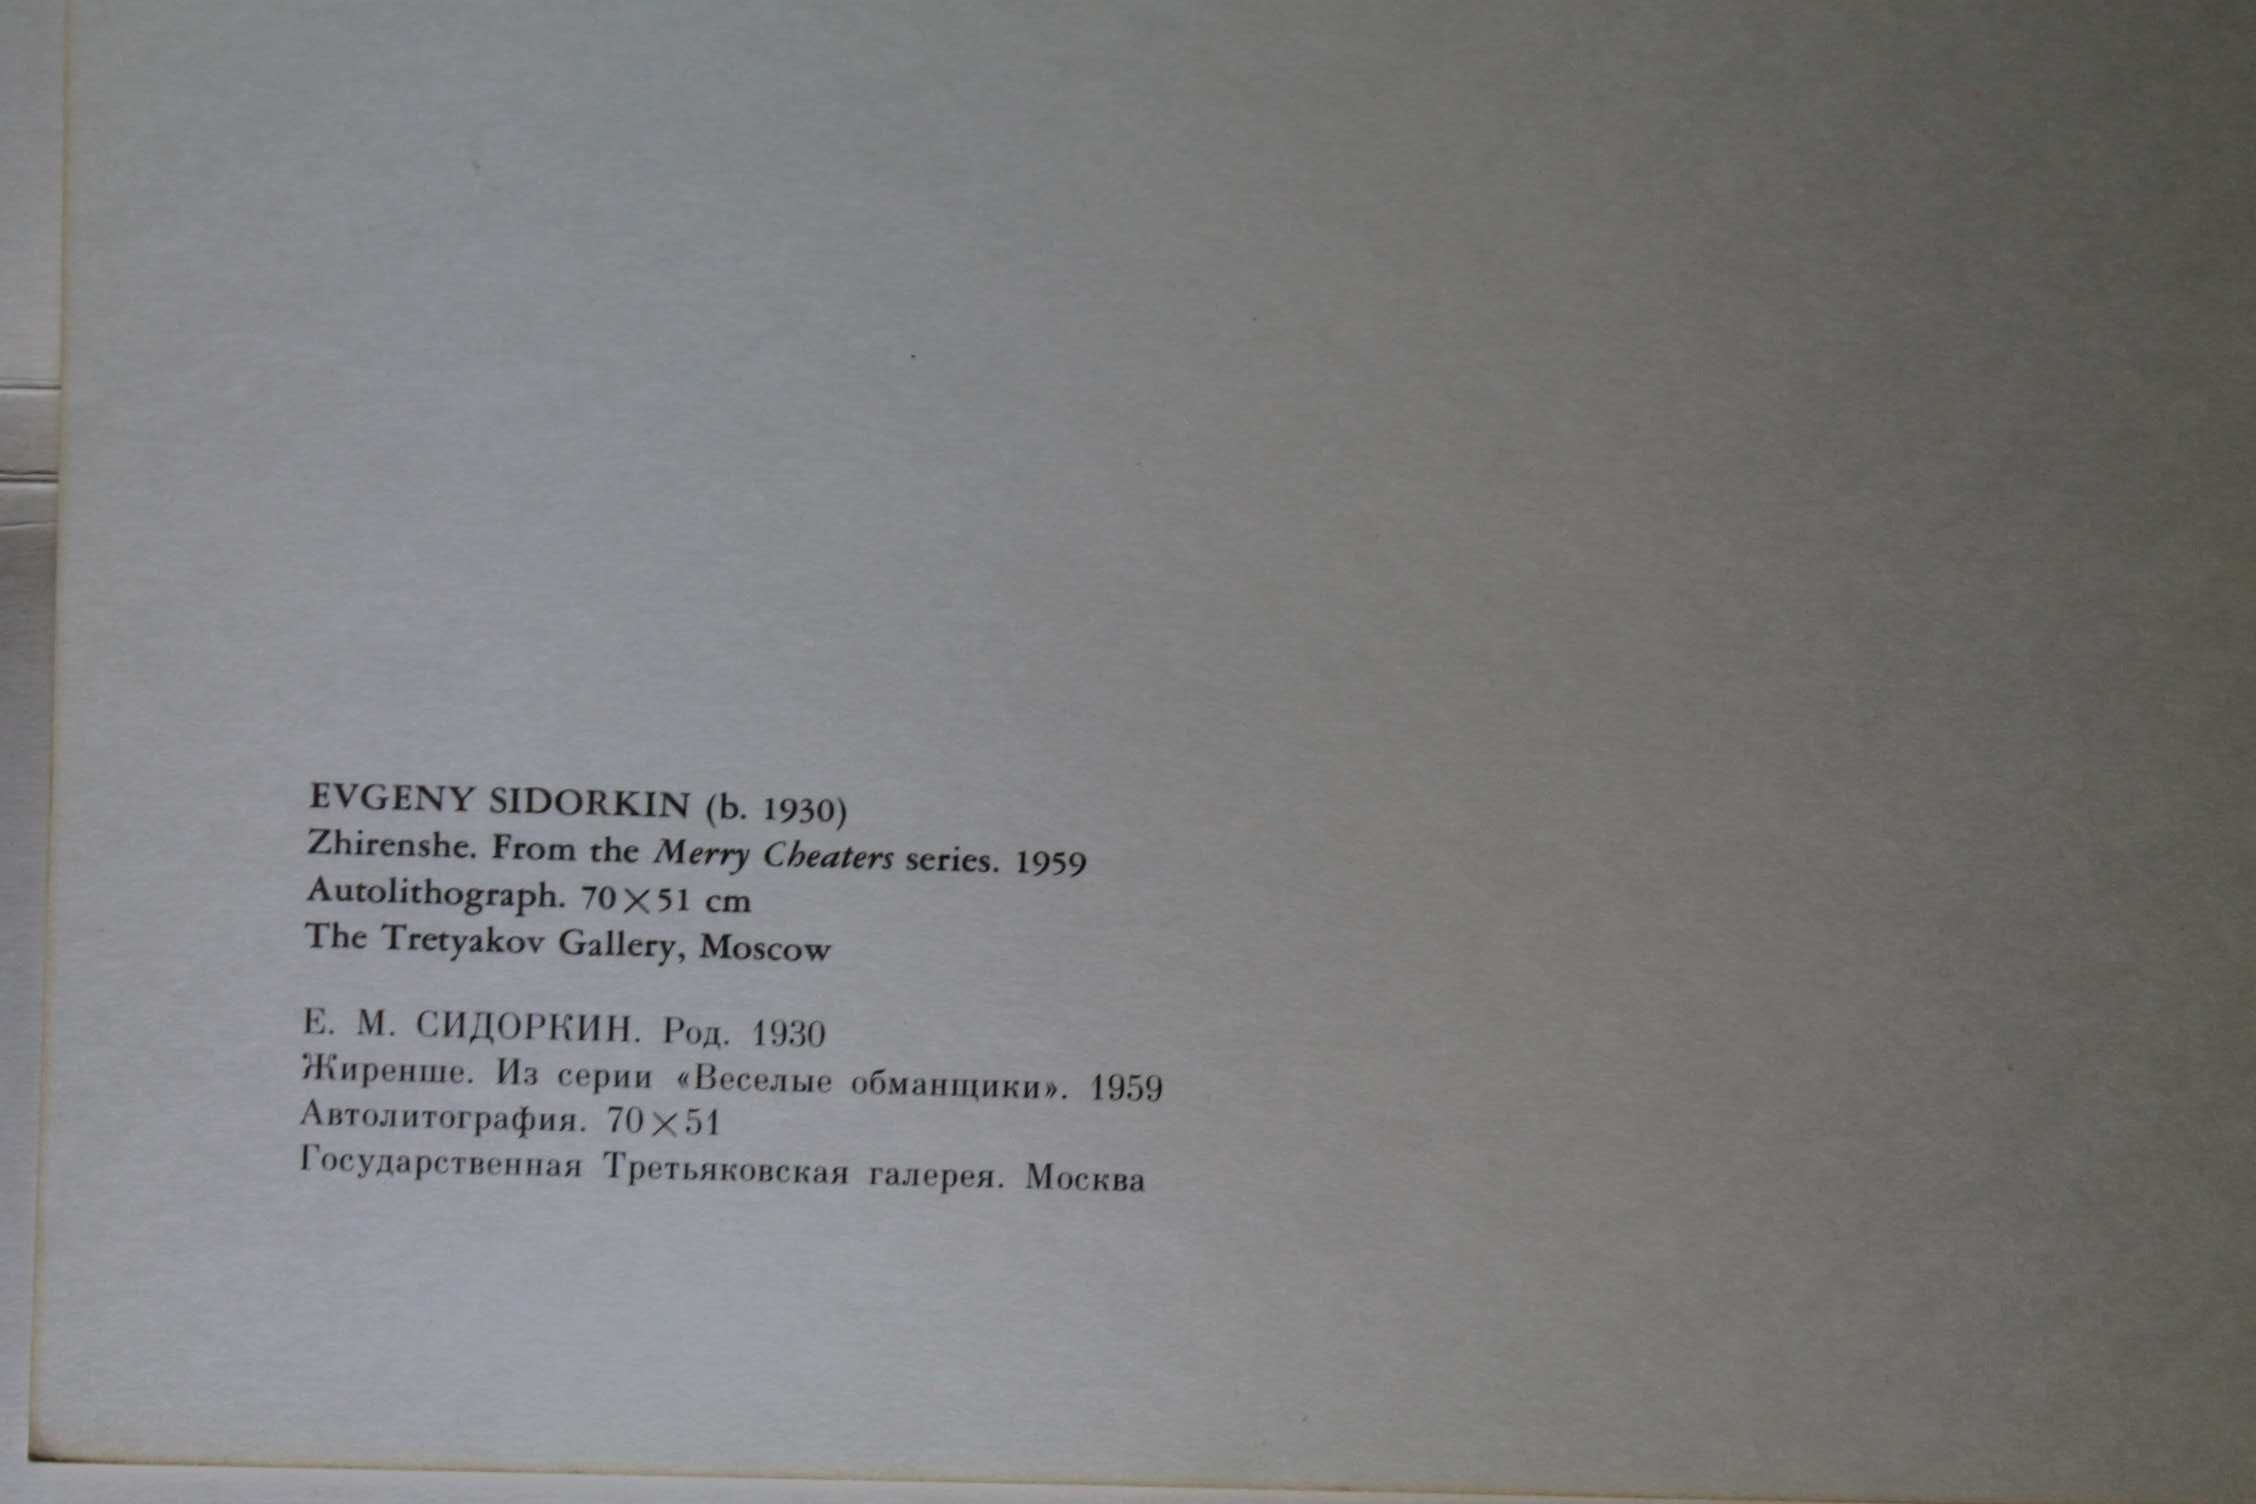 EVGENY SIDORKIN (b. 1930)
Zhirenshe. From the Merry Cheaters series. 1959
Autolithograph. 70×51 cm
The Tretyakov Gallery, Moscow
Е. М. СИДОРКИН. Род. 1930
Жиренше. Из серии «Веселые обманщики». 1959
Автолитография. 70×51
Государственная Третьяковская галерея. Москва